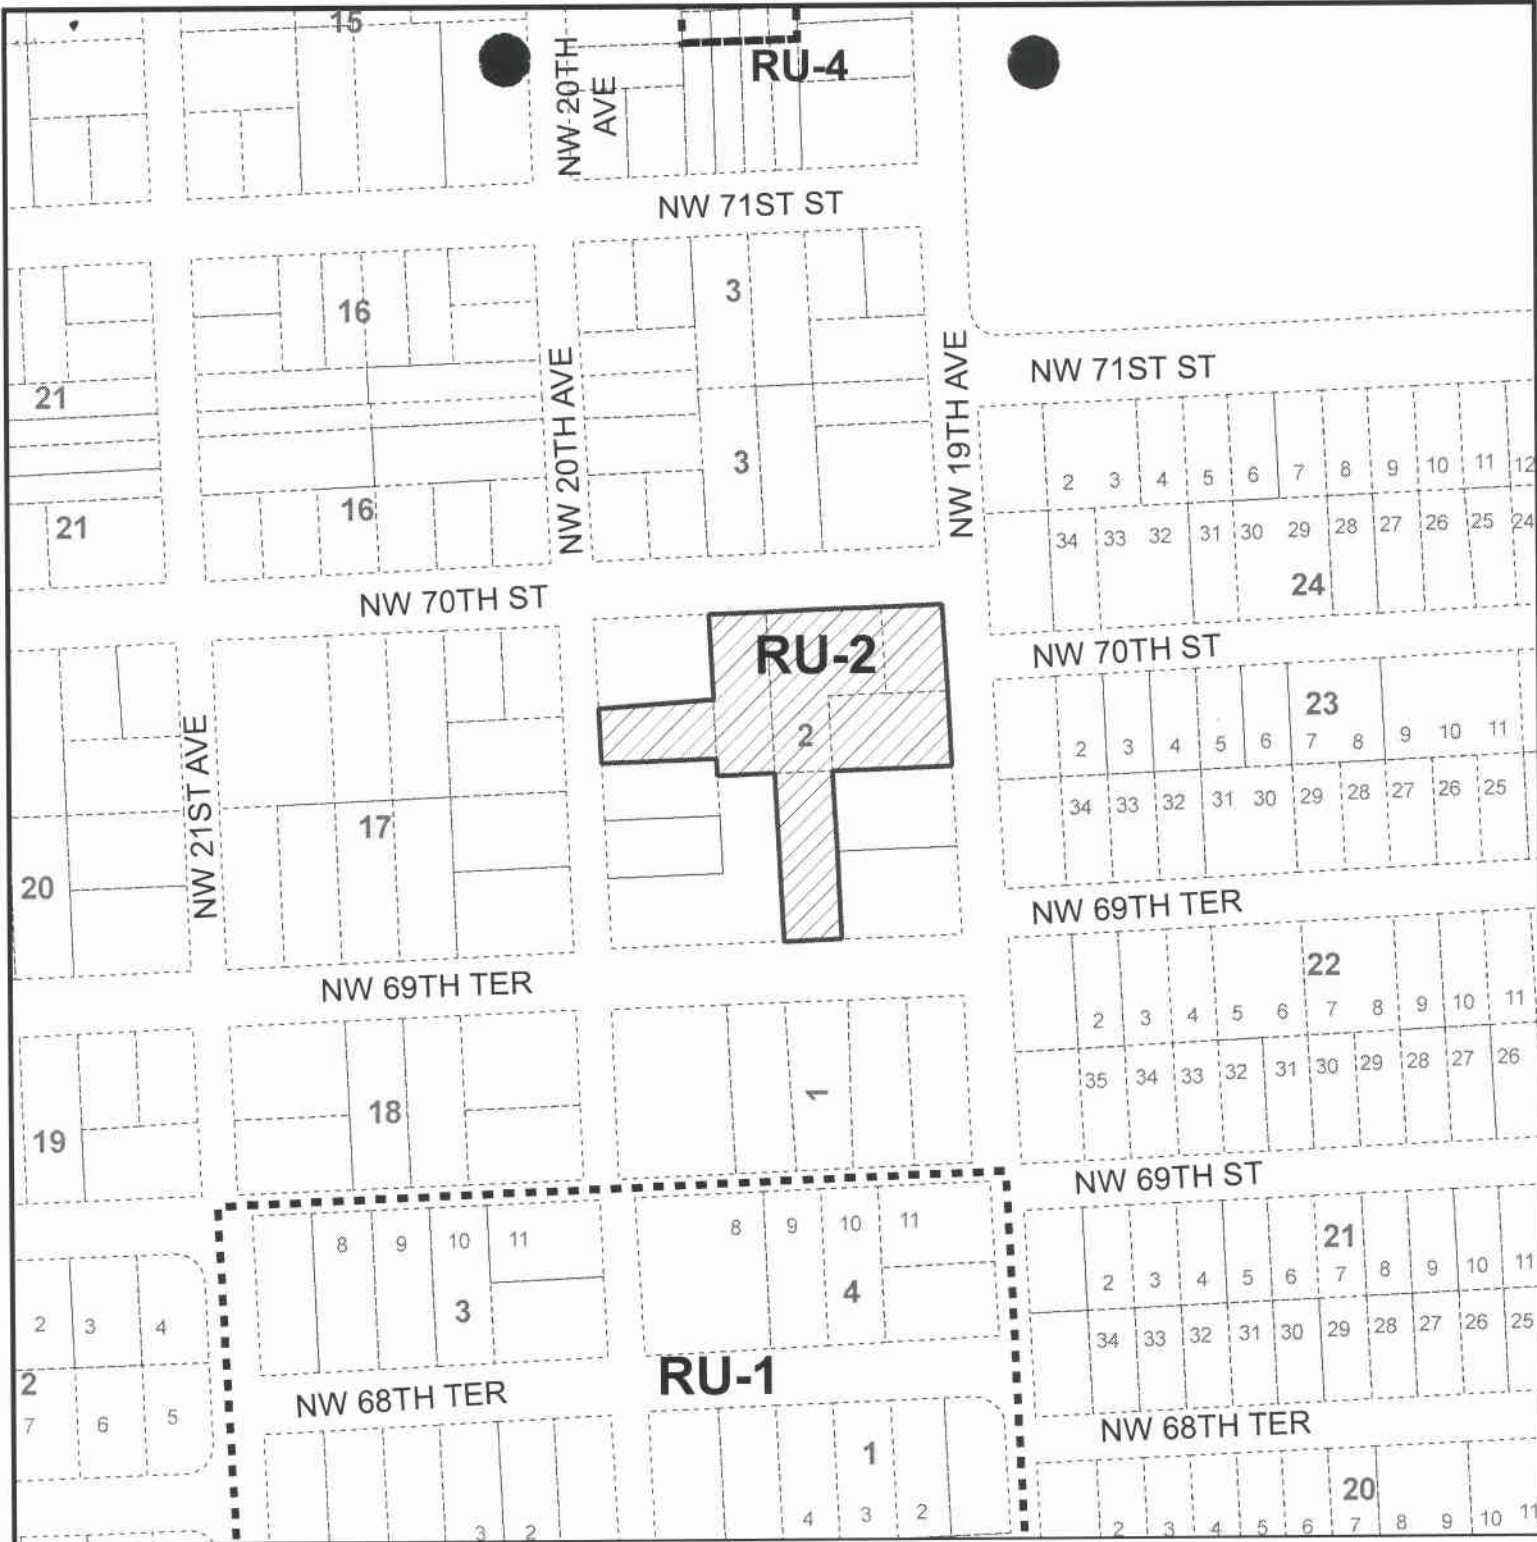 15
NW 20TH
AVE
RU-4
NW 71ST ST
16
3
21
NW 20TH AVE
NW 19TH AVE
NW 71ST ST
3
2 3 4 5 6 7 8 9 10 11 12
16
21
34 33 32 31 30 29 28 27 26 25 24
24
NW 70TH ST
RU-2
NW 70TH ST
23
2
2 3 4 5 6 7 8 9 10 11
NW 21ST AVE
17
34 33 32 31 30 29 28 27 26 25
20
NW 69TH TER
22
NW 69TH TER
2 3 4 5 6 7 8 9 10 11
35 34 33 32 31 30 29 28 27 26
1
18
19
NW 69TH ST
8 9 10 11
8 9 10 11
21
2 3 4 5 6 7 8 9 10 11
3
4
2 3 4
34 33 32 31 30 29 28 27 26 25
RU-1
2
NW 68TH TER
7 6 5
NW 68TH TER
1
20
4 3 2
3 2
2 3 4 5 6 7 8 9 10 11